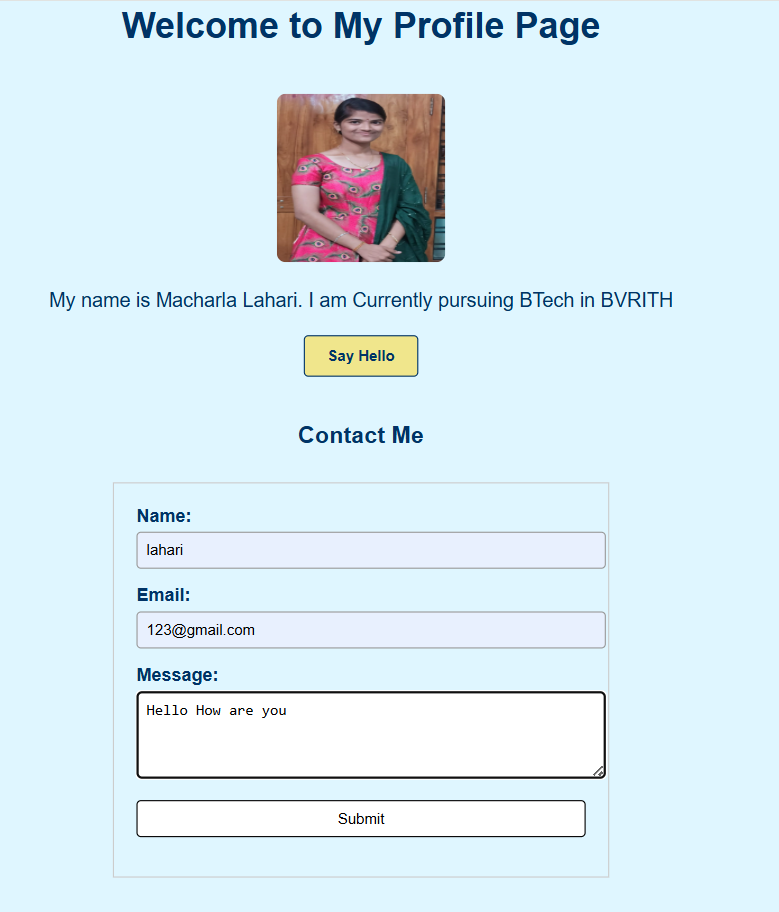 Welcome to My Profile Page
My name is Macharla Lahari. I am Currently pursuing BTech in BVRITH
Say Hello
Contact Me
Name:
lahari
Email:
123@gmail.com
Message:
Hello How are you
Submit